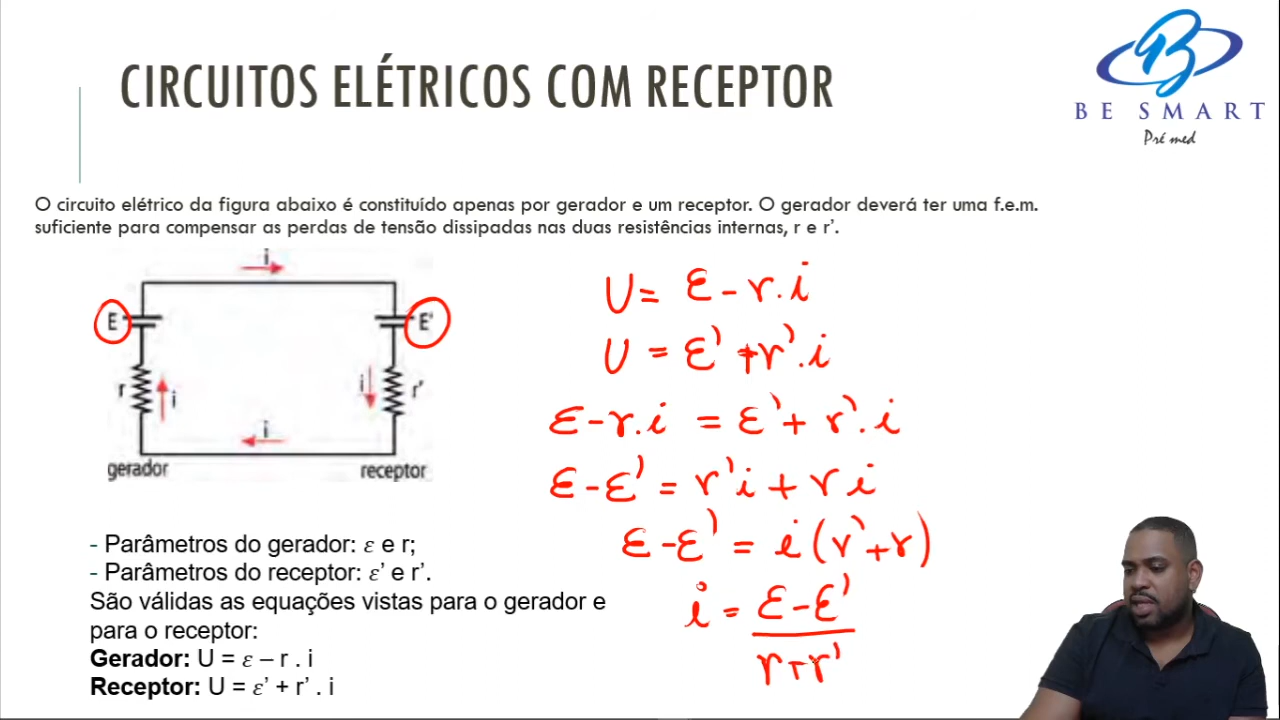 CIRCUITOS ELÉTRICOS COM RECEPTOR
BE SMART
Pré med
O circuito elétrico da figura abaixo é constituído apenas por gerador e um receptor. O gerador deverá ter uma f.e.m.
suficiente para compensar as perdas de tensão dissipadas nas duas resistências internas, r e r’.
i
E
E'
r
i
i
r'
i
gerador
receptor
U = ε - r . i
U = ε' + r' . i
ε - r . i = ε' + r' . i
ε - ε' = r' i + r i
ε - ε' = i (r' + r)
i = ε - ε'
r + r'
- Parâmetros do gerador: ε e r;
- Parâmetros do receptor: ε’ e r’.
São válidas as equações vistas para o gerador e
para o receptor:
Gerador: U = ε – r . i
Receptor: U = ε’ + r’ . i